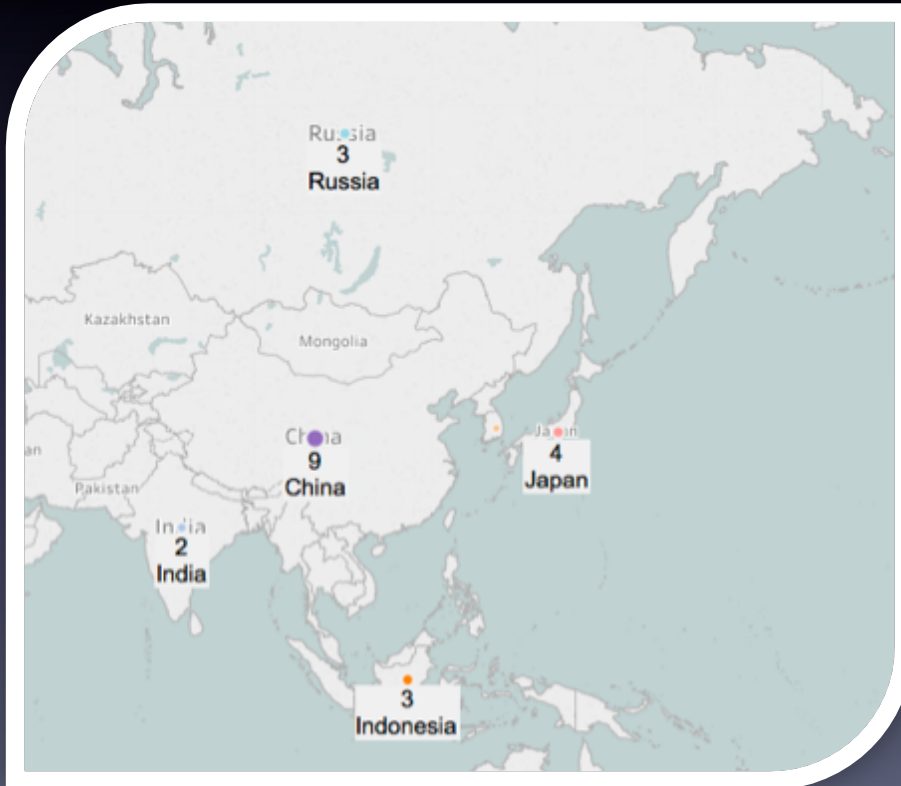 Russia
3
Russia
Kazakhstan
Mongolia
China
9
China
Japan
4
Japan
Pakistan
India
2
India
3
Indonesia